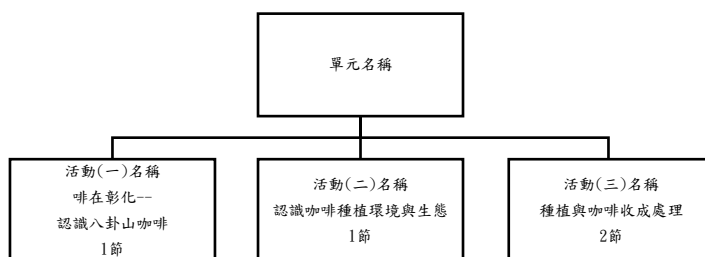 單元名稱
活動(一)名稱
啡在彰化--
認識八卦山咖啡
1節
活動(二)名稱
認識咖啡種植環境與生態
1節
活動(三)名稱
種植與咖啡收成處理
2節